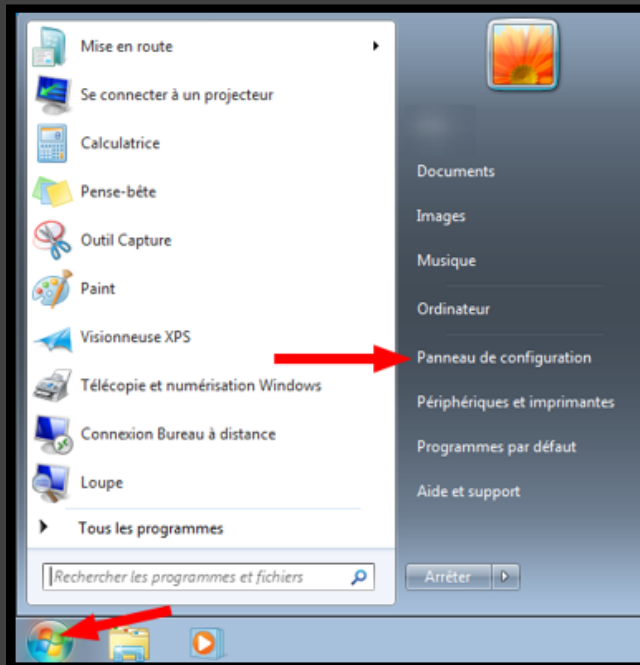 Mise en route
Se connecter à un projecteur
Calculatrice
Pense-bête
Outil Capture
Paint
Visionneuse XPS
Télécopie et numérisation Windows
Connexion Bureau à distance
Loupe
Tous les programmes
Rechercher les programmes et fichiers
Documents
Images
Musique
Ordinateur
Panneau de configuration
Périphériques et imprimantes
Programmes par défaut
Aide et support
Arrêter